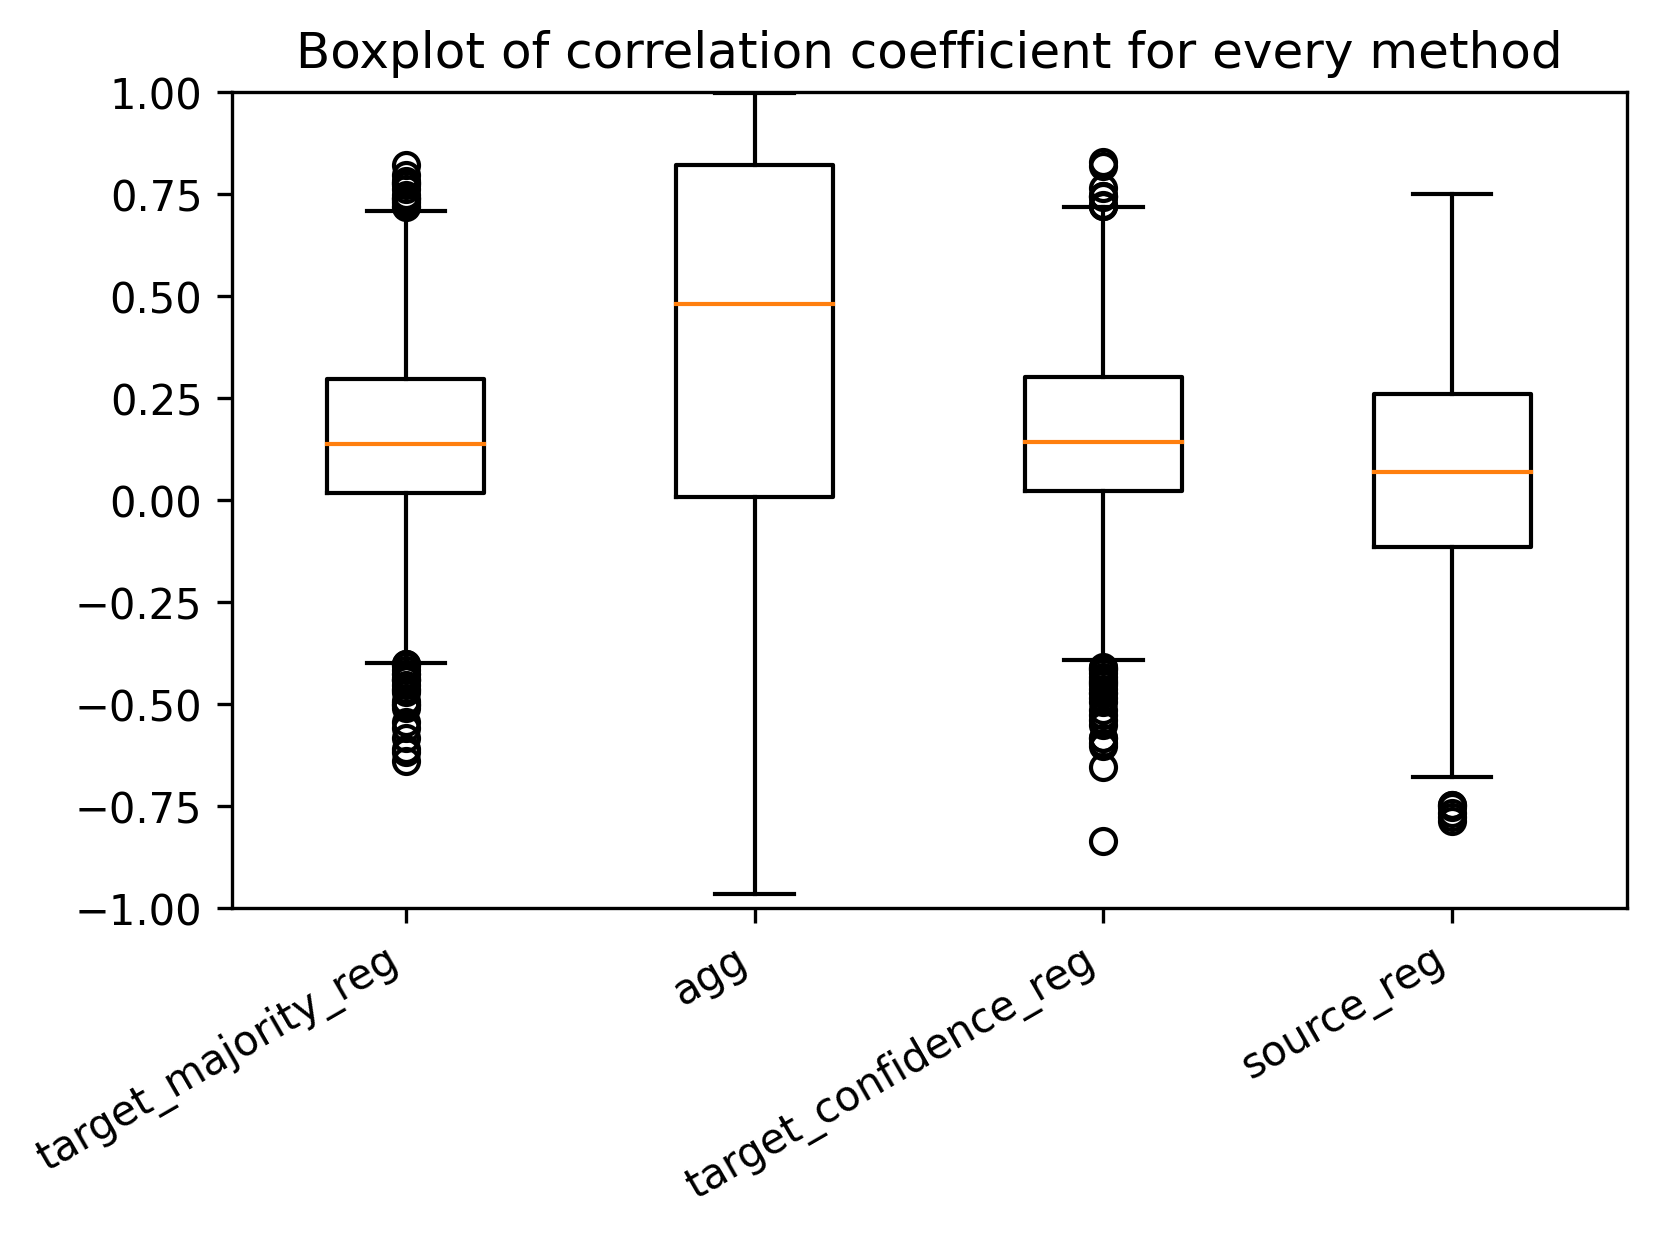 Boxplot of correlation coefficient for every method
1.00
0.75
0.50
0.25
0.00
−0.25
−0.50
−0.75
−1.00
target_majority_reg
agg
target_confidence_reg
source_reg